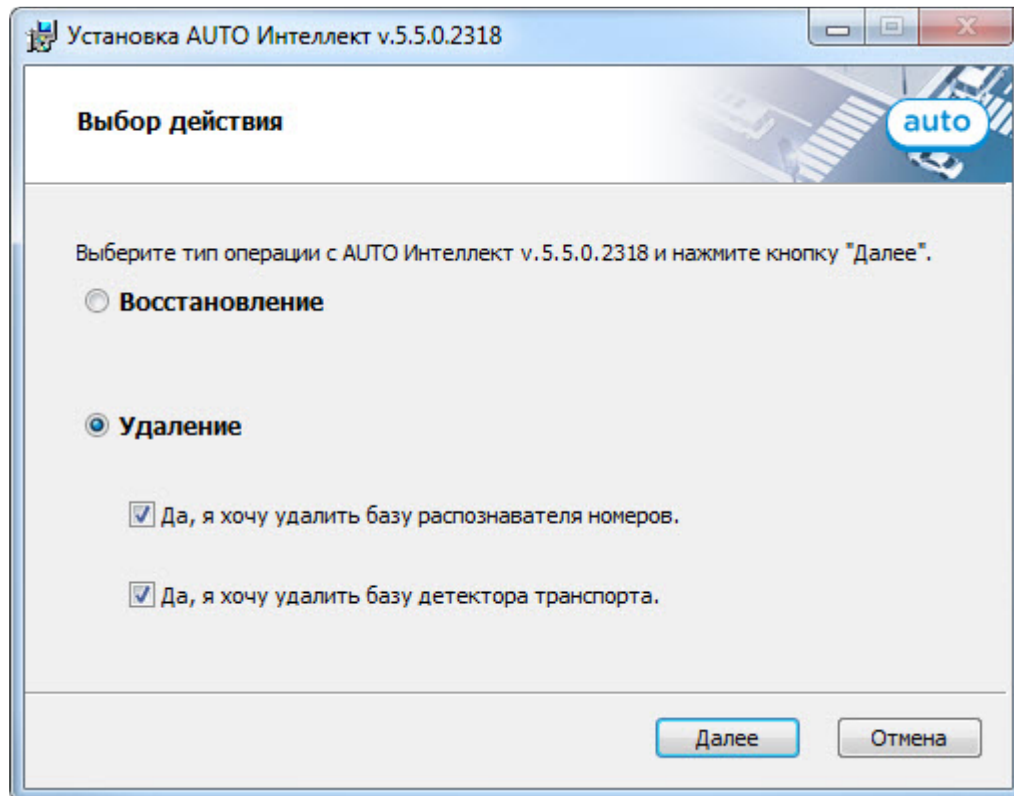 Установка AUTO Интеллект v.5.5.0.2318
Выбор действия
auto
Выберите тип операции с AUTO Интеллект v.5.5.0.2318 и нажмите кнопку "Далее".
Восстановление
Удаление
Да, я хочу удалить базу распознавателя номеров.
Да, я хочу удалить базу детектора транспорта.
Далее
Отмена